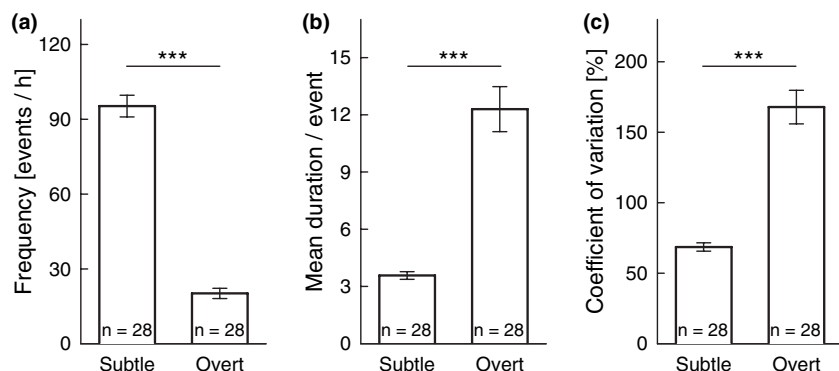 (a)
Frequency [events / h]
120
90
60
30
0
***
n = 28
n = 28
Subtle
Overt
(b)
Mean duration / event
15
12
9
6
3
0
***
n = 28
n = 28
Subtle
Overt
(c)
Coefficient of variation [%]
200
150
100
50
0
***
n = 28
n = 28
Subtle
Overt